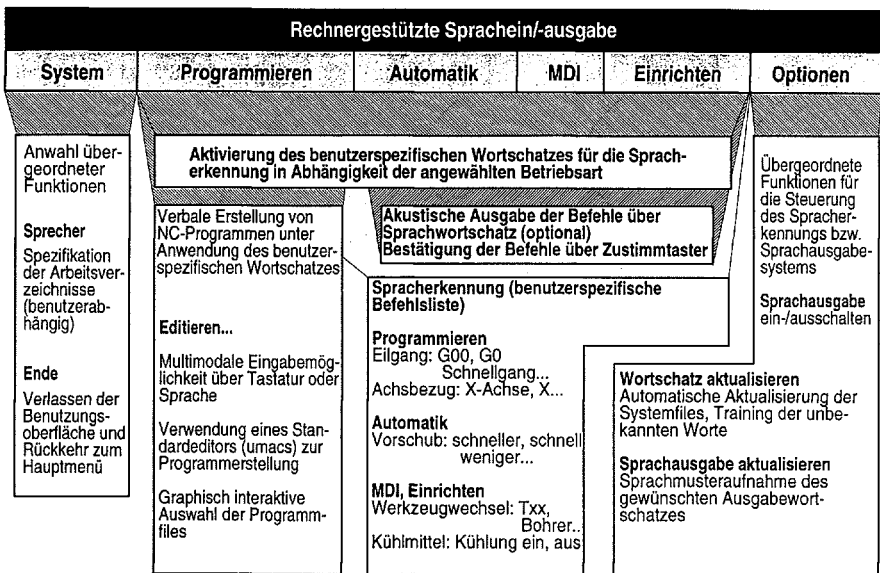 Rechnergestützte Sprachein/-ausgabe
System
Programmieren
Automatik
MDI
Einrichten
Optionen
Anwahl über-
geordneter
Funktionen
Sprecher
Spezifikation
der Arbeitsver-
zeichnisse
(benutzerab-
hängig)
Ende
Verlassen der
Benutzungs-
oberfläche und
Rückkehr zum
Hauptmenü
Aktivierung des benutzerspezifischen Wortschatzes für die Sprach-
erkennung in Abhängigkeit der angewählten Betriebsart
Verbale Erstellung von
NC-Programmen unter
Anwendung des benutzer-
spezifischen Wortschatzes
Editieren...
Multimodale Eingabemög-
lichkeit über Tastatur oder
Sprache
Verwendung eines Stan-
dardeditors (umacs) zur
Programmerstellung
Graphisch interaktive
Auswahl der Programm-
files
Akustische Ausgabe der Befehle über
Sprachwortschatz (optional)
Bestätigung der Befehle über Zustimmtaster
Spracherkennung (benutzerspezifische
Befehlsliste)
Programmieren
Eilgang: G00, G0
Schnellgang...
Achsbezug: X-Achse, X...
Automatik
Vorschub: schneller, schnell
weniger...
MDI, Einrichten
Werkzeugwechsel: Txx,
Bohrer..
Kühlmittel: Kühlung ein, aus
Übergeordnete
Funktionen für
die Steuerung
des Spracher-
kennungs bzw.
Sprachausgabe-
systems
Sprachausgabe
ein-/ausschalten
Wortschatz aktualisieren
Automatische Aktualisierung der
Systemfiles, Training der unbe-
kannten Worte
Sprachausgabe aktualisieren
Sprachmusteraufnahme des
gewünschten Ausgabewort-
schatzes